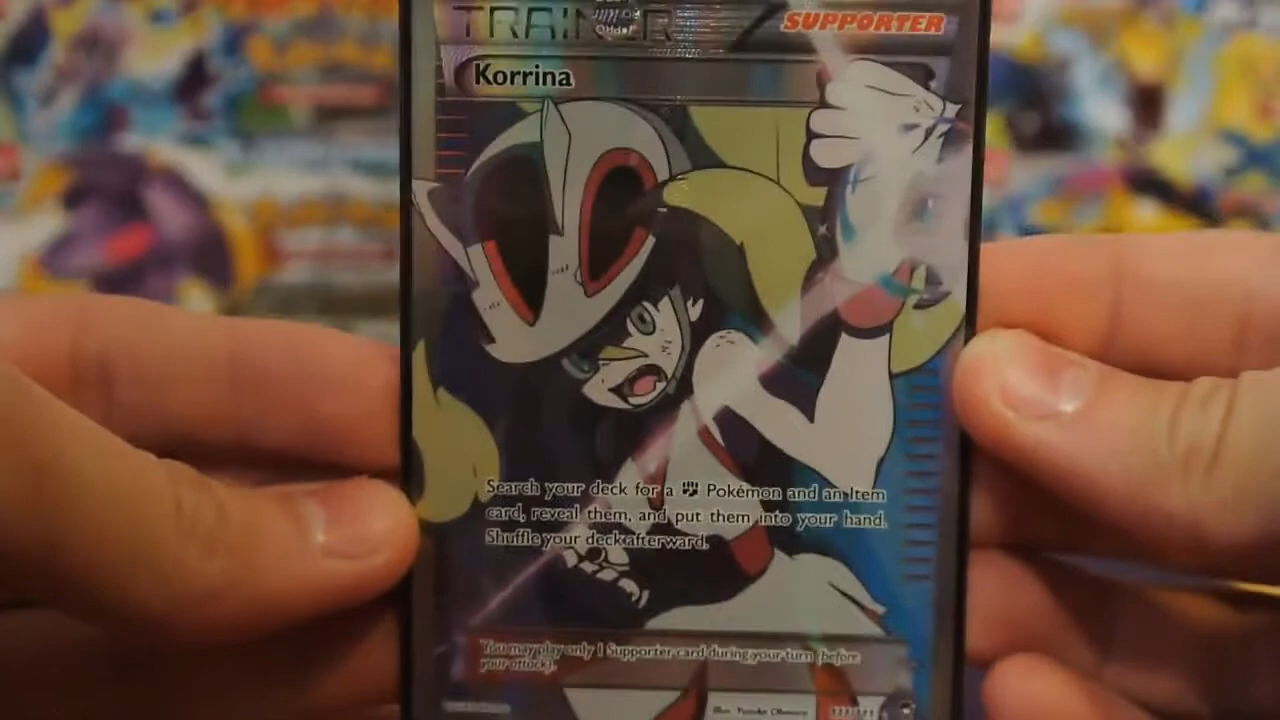 TRAINER
SUPPORTER
Korrina
Search your deck for a Pokémon and an Item
card, reveal them, and put them into your hand.
Shuffle your deck afterward.
You may play only 1 Supporter card during your turn (before
your attack).
Illus.